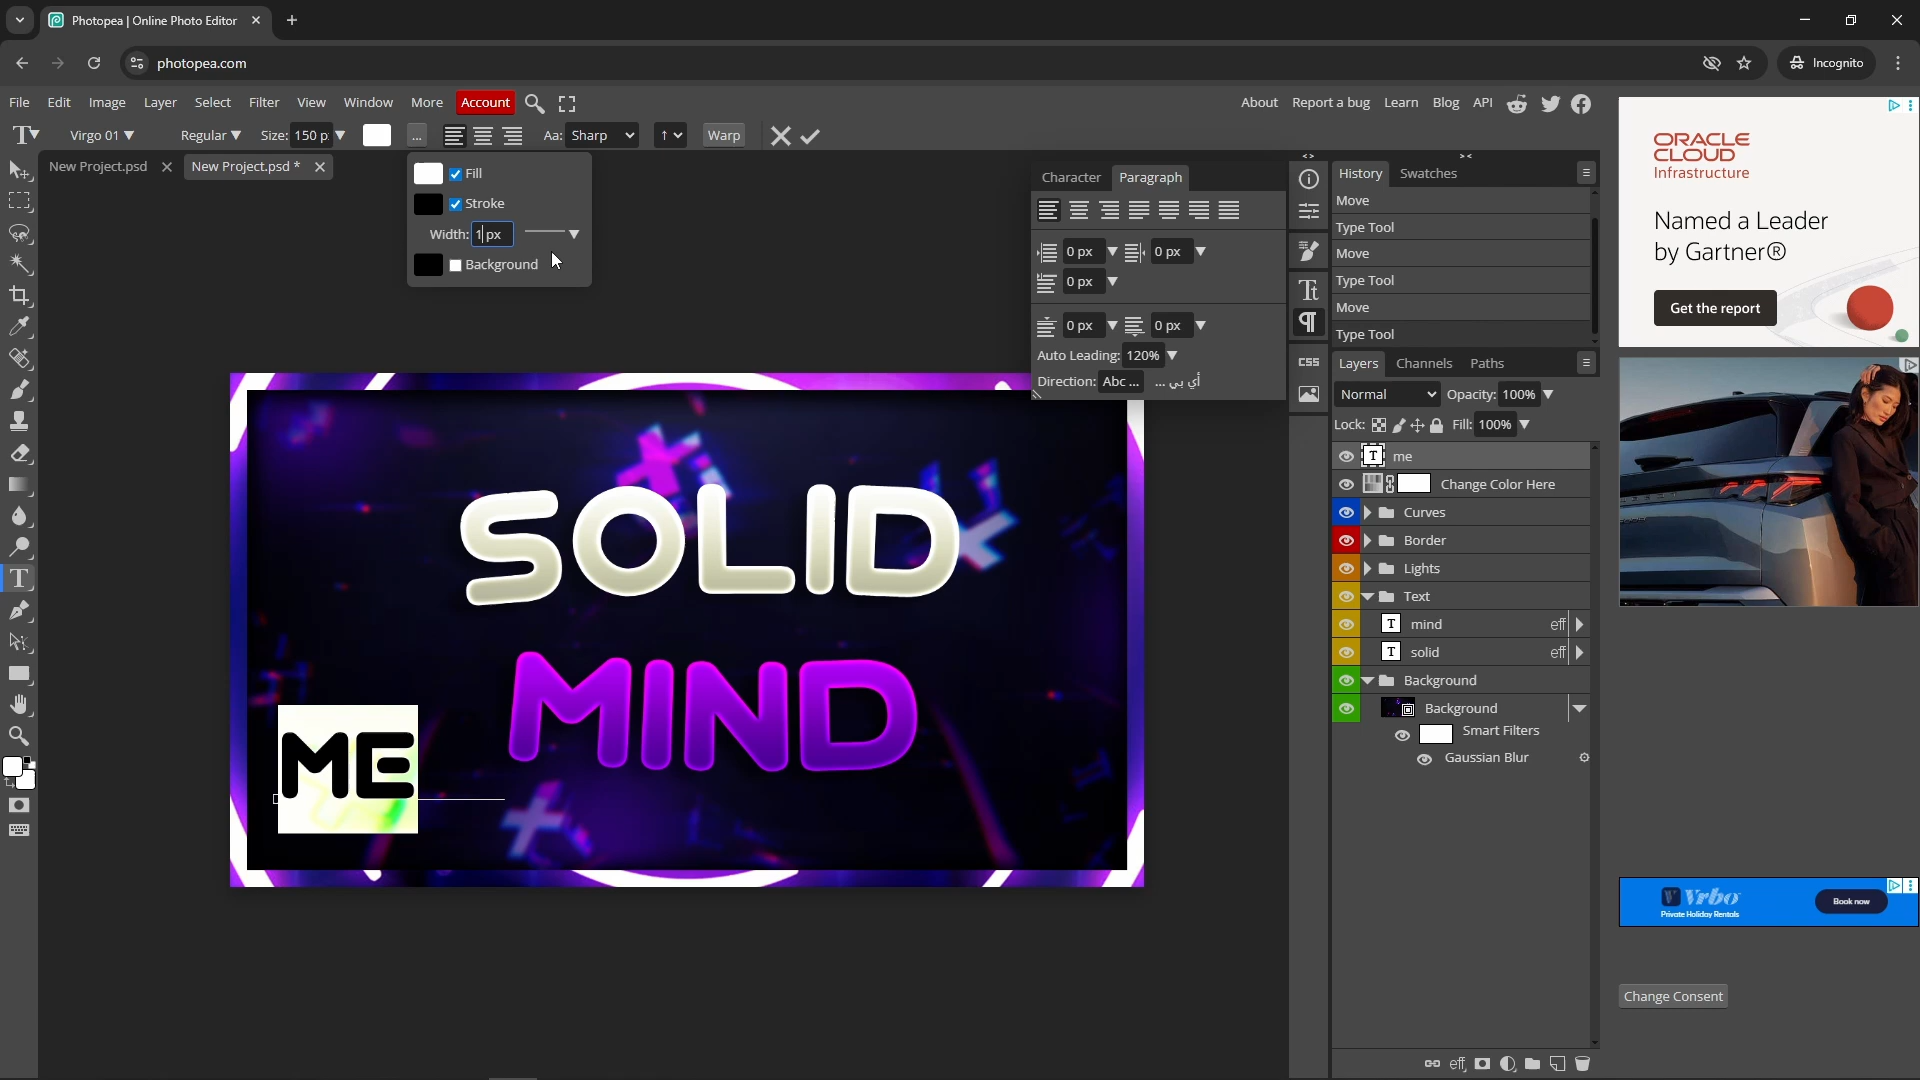 Photopea | Online Photo Editor
photopea.com
Incognito
File Edit Image Layer Select Filter View Window More Account
About Report a bug Learn Blog API
Virgo 01 Regular Size: 150 p Aa: Sharp Warp
New Project.psd New Project.psd *
Fill
Stroke
Width: 1 px
Background
Character Paragraph
0 px 0 px
0 px
0 px 0 px
Auto Leading: 120%
Direction: Abc ... أي بي ...
History Swatches
Move
Type Tool
Move
Type Tool
Move
Type Tool
CSS
Layers Channels Paths
Normal Opacity: 100%
Lock: Fill: 100%
me
Change Color Here
Curves
Border
Lights
Text
mind eff
solid eff
Background
Background
Smart Filters
Gaussian Blur
eff
SOLID
MIND
ME
ORACLE
CLOUD
Infrastructure
Named a Leader
by Gartner®
Get the report
Vrbo
Private Holiday Rentals
Book now
Change Consent